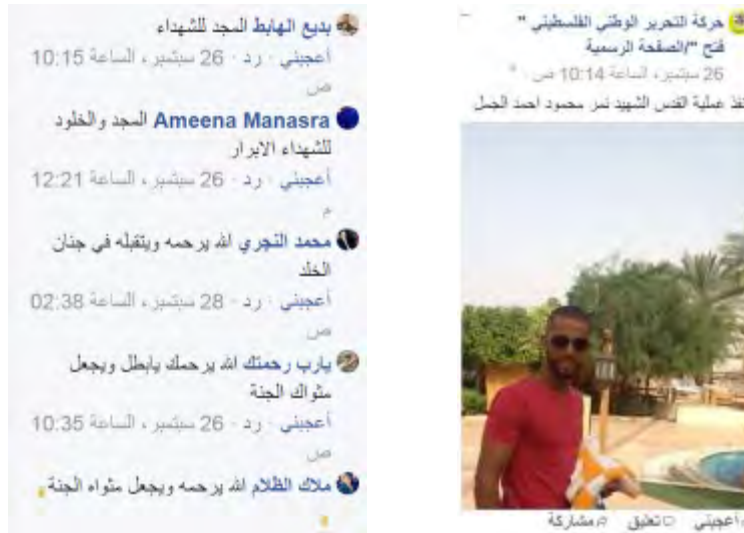 حركة التحرير الوطني الفلسطيني "
فتح "/الصفحة الرسمية
26 سبتمبر، الساعة 10:14 ص ·
عملية القدس الشهيد نمر محمود احمد الجمل
أعجبني تعليق مشاركة
بديع الهابط المجد للشهداء
أعجبني · رد · 26 سبتمبر، الساعة 10:15
ص
Ameena Manasra المجد والخلود
للشهداء الابرار
أعجبني · رد · 26 سبتمبر، الساعة 12:21
م
محمد النجري الله يرحمه ويتقبله في جنان
الخلد
أعجبني · رد · 28 سبتمبر، الساعة 02:38
ص
يارب رحمتك الله يرحمك يابطل ويجعل
مثواك الجنة
أعجبني · رد · 26 سبتمبر، الساعة 10:35
ص
ملاك الظلام الله يرحمه ويجعل مثواه الجنة